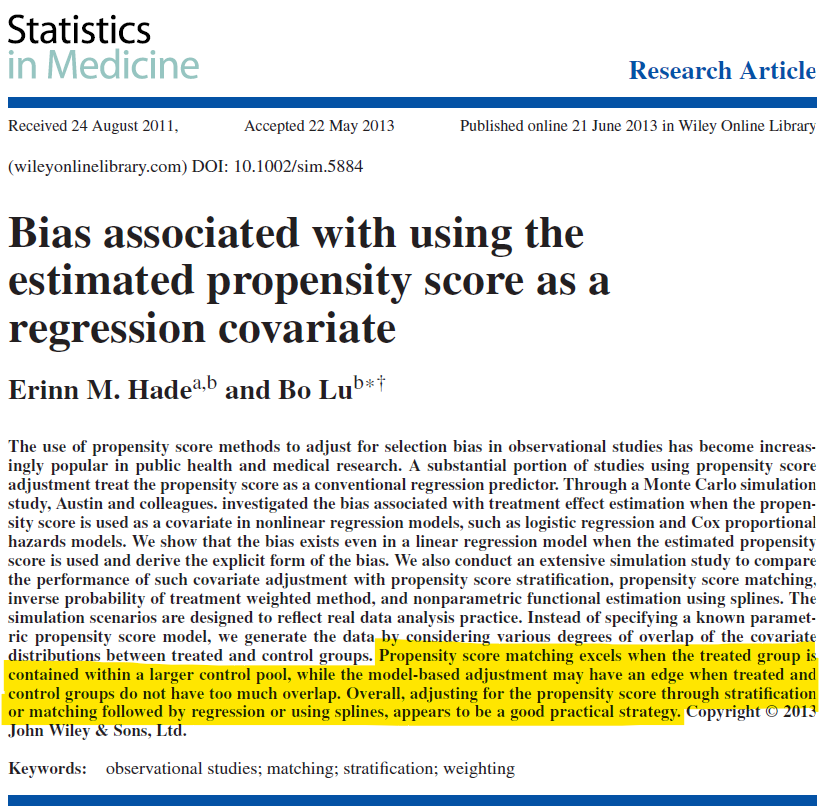 Statistics
in Medicine
Research Article
Received 24 August 2011, Accepted 22 May 2013 Published online 21 June 2013 in Wiley Online Library
(wileyonlinelibrary.com) DOI: 10.1002/sim.5884
Bias associated with using the
estimated propensity score as a
regression covariate
Erinn M. Hade^a,b and Bo Lu^b*†
The use of propensity score methods to adjust for selection bias in observational studies has become increas-
ingly popular in public health and medical research. A substantial portion of studies using propensity score
adjustment treat the propensity score as a conventional regression predictor. Through a Monte Carlo simulation
study, Austin and colleagues. investigated the bias associated with treatment effect estimation when the propen-
sity score is used as a covariate in nonlinear regression models, such as logistic regression and Cox proportional
hazards models. We show that the bias exists even in a linear regression model when the estimated propensity
score is used and derive the explicit form of the bias. We also conduct an extensive simulation study to compare
the performance of such covariate adjustment with propensity score stratification, propensity score matching,
inverse probability of treatment weighted method, and nonparametric functional estimation using splines. The
simulation scenarios are designed to reflect real data analysis practice. Instead of specifying a known paramet-
ric propensity score model, we generate the data by considering various degrees of overlap of the covariate
distributions between treated and control groups. Propensity score matching excels when the treated group is
contained within a larger control pool, while the model-based adjustment may have an edge when treated and
control groups do not have too much overlap. Overall, adjusting for the propensity score through stratification
or matching followed by regression or using splines, appears to be a good practical strategy. Copyright © 2013
John Wiley & Sons, Ltd.
Keywords: observational studies; matching; stratification; weighting